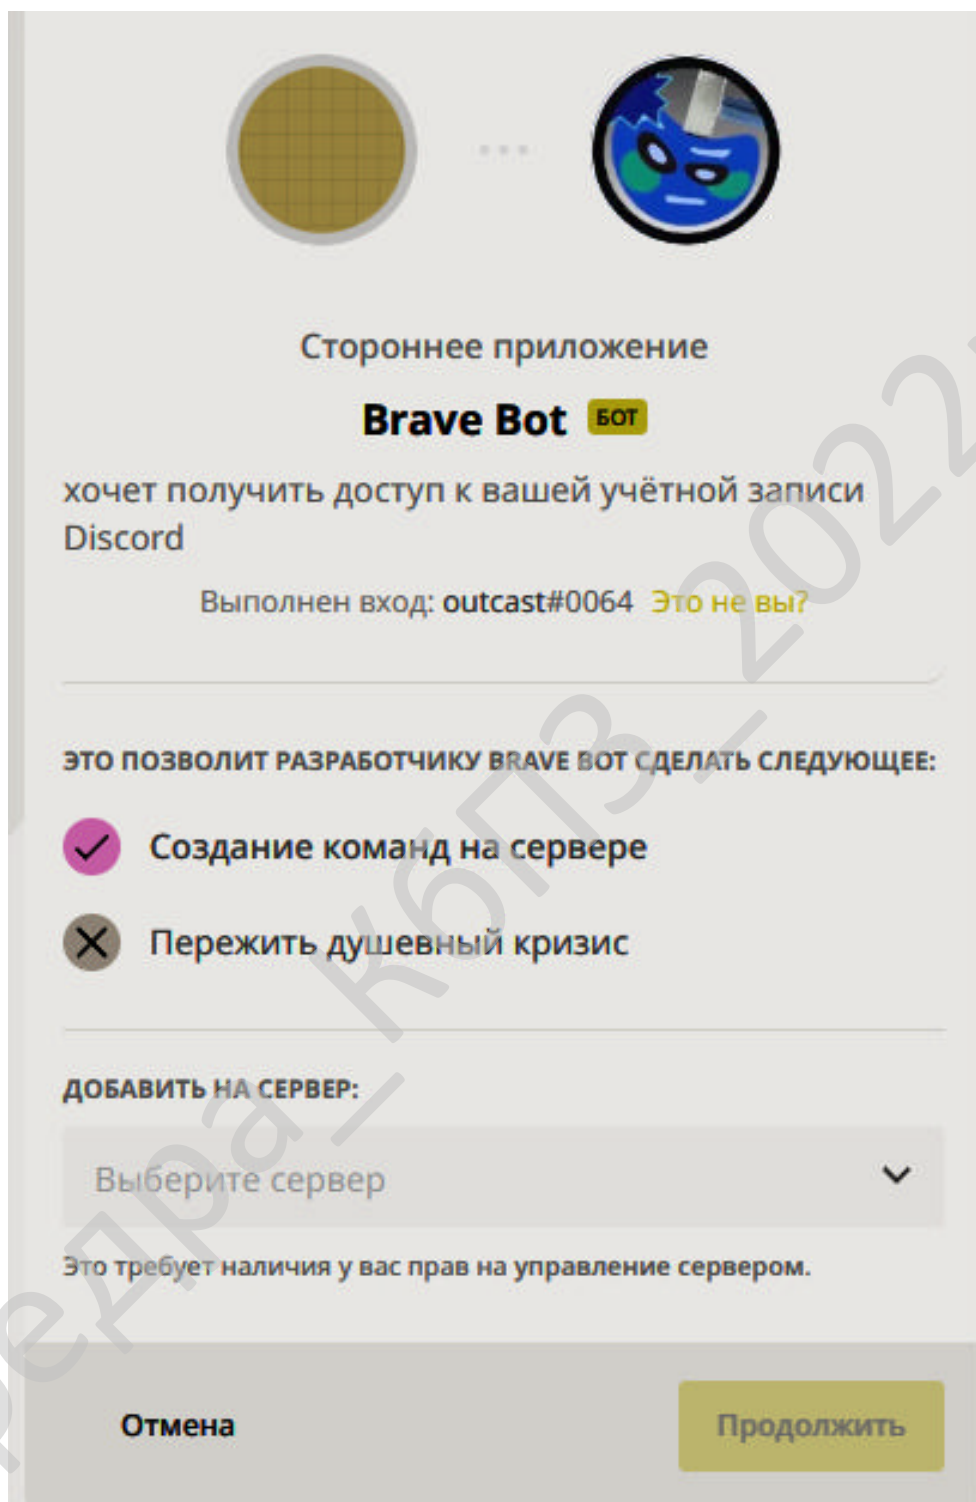 Стороннее приложение
Brave Bot БОТ
хочет получить доступ к вашей учётной записи
Discord
Выполнен вход: outcast#0064 Это не вы?
ЭТО ПОЗВОЛИТ РАЗРАБОТЧИКУ BRAVE BOT СДЕЛАТЬ СЛЕДУЮЩЕЕ:
Создание команд на сервере
Пережить душевный кризис
ДОБАВИТЬ НА СЕРВЕР:
Выберите сервер
Это требует наличия у вас прав на управление сервером.
Отмена Продолжить